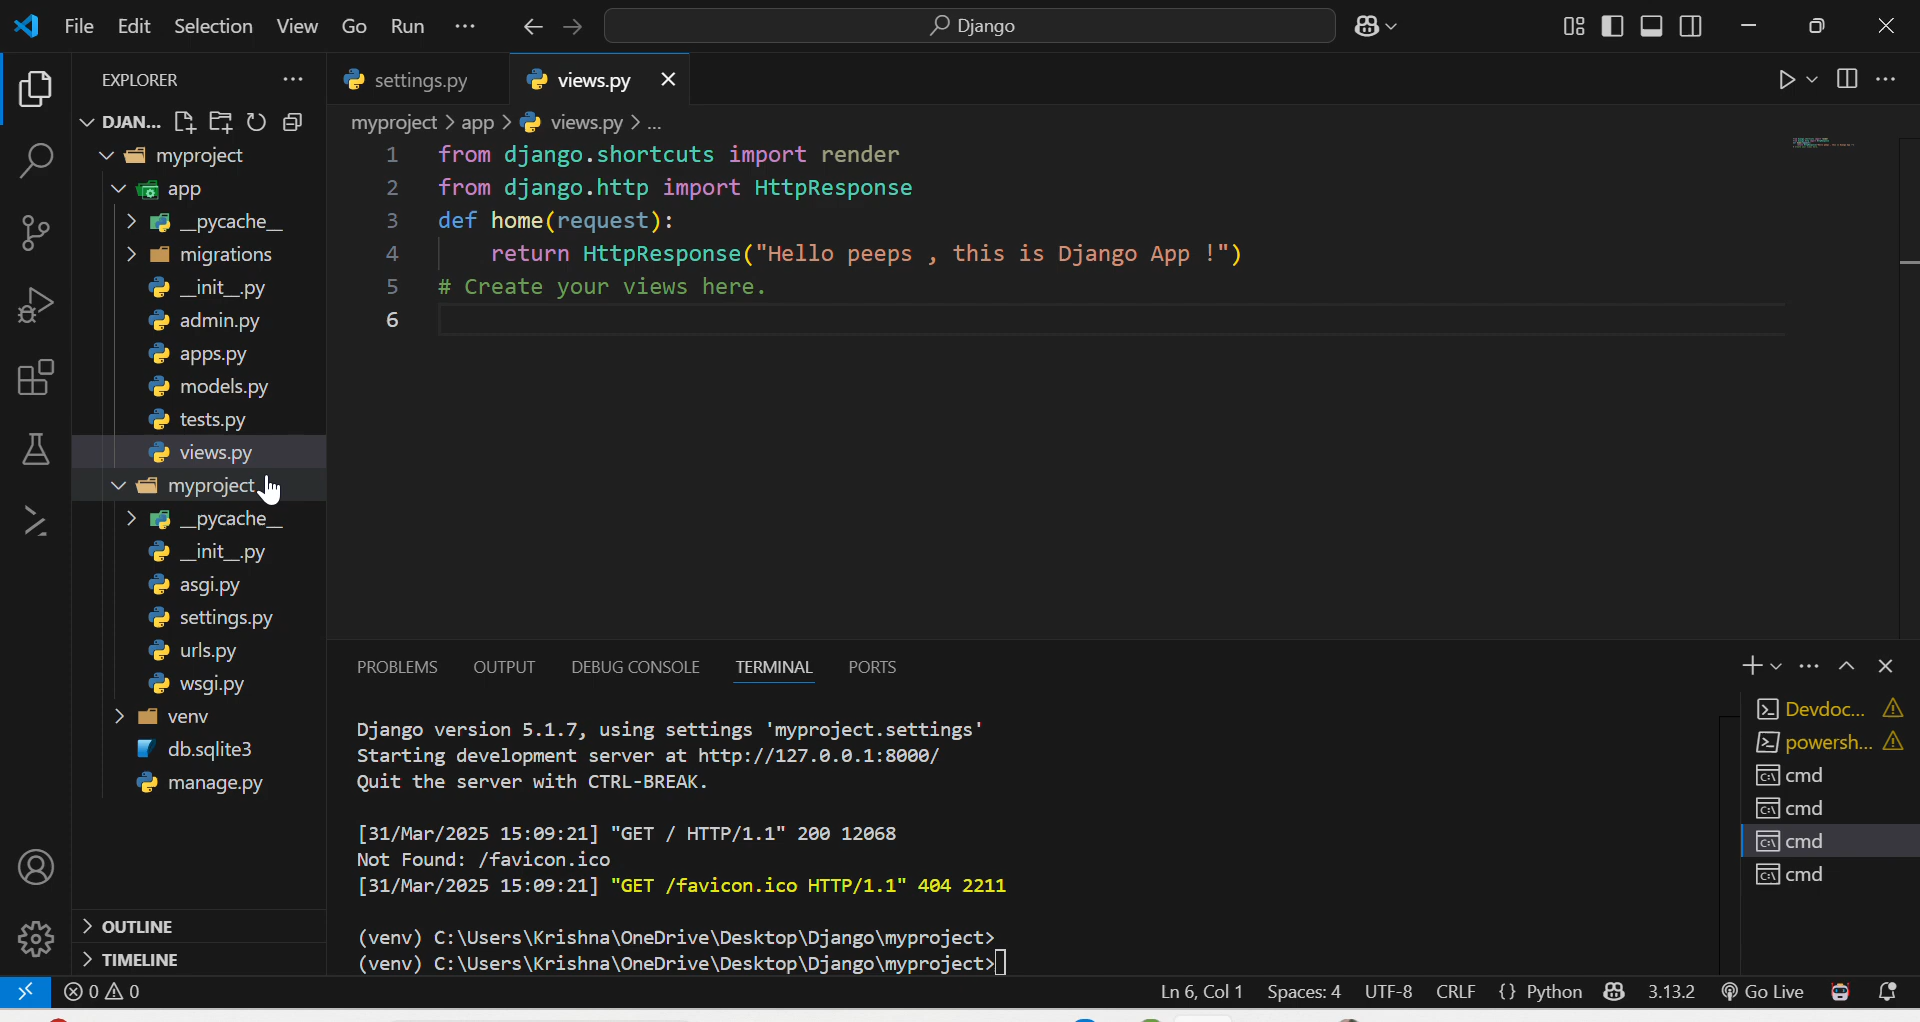 File Edit Selection View Go Run ··· Django
EXPLORER ···
settings.py views.py
DJAN...
myproject > app > views.py > ...
myproject
app
__pycache__
migrations
__init__.py
admin.py
apps.py
models.py
tests.py
views.py
myproject
__pycache__
__init__.py
asgi.py
settings.py
urls.py
wsgi.py
venv
db.sqlite3
manage.py
OUTLINE
TIMELINE
1 from django.shortcuts import render
2 from django.http import HttpResponse
3 def home(request):
4     return HttpResponse("Hello peeps , this is Django App !")
5 # Create your views here.
6
PROBLEMS OUTPUT DEBUG CONSOLE TERMINAL PORTS
Django version 5.1.7, using settings 'myproject.settings'
Starting development server at http://127.0.0.1:8000/
Quit the server with CTRL-BREAK.
[31/Mar/2025 15:09:21] "GET / HTTP/1.1" 200 12068
Not Found: /favicon.ico
[31/Mar/2025 15:09:21] "GET /favicon.ico HTTP/1.1" 404 2211
(venv) C:\Users\Krishna\OneDrive\Desktop\Django\myproject>
(venv) C:\Users\Krishna\OneDrive\Desktop\Django\myproject>
Devdoc...
powersh...
cmd
cmd
cmd
cmd
0 0 Ln 6, Col 1 Spaces: 4 UTF-8 CRLF {} Python 3.13.2 Go Live